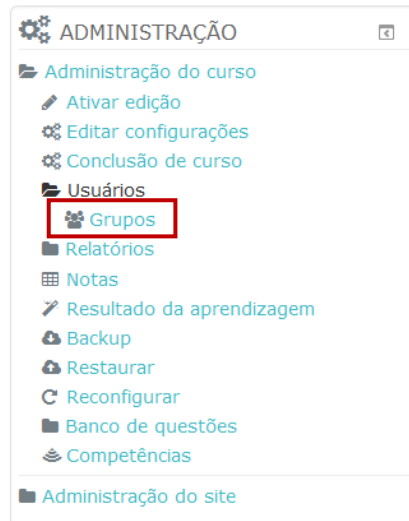 ADMINISTRAÇÃO
Administração do curso
Ativar edição
Editar configurações
Conclusão de curso
Usuários
Grupos
Relatórios
Notas
Resultado da aprendizagem
Backup
Restaurar
Reconfigurar
Banco de questões
Competências
Administração do site